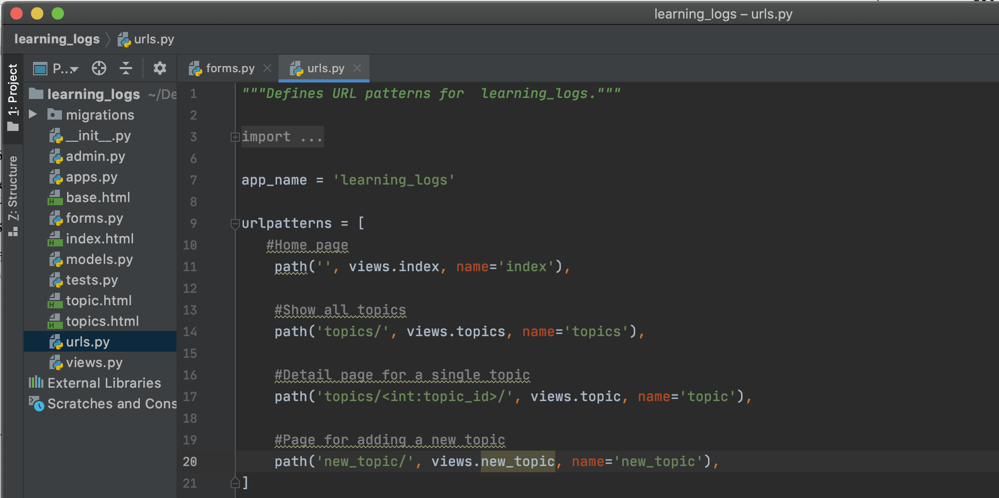 learning_logs – urls.py
learning_logs urls.py
1: Project
7: Structure
P...
forms.py
urls.py
learning_logs ~/De
migrations
__init__.py
admin.py
apps.py
base.html
forms.py
index.html
models.py
tests.py
topic.html
topics.html
urls.py
views.py
External Libraries
Scratches and Cons
1 """Defines URL patterns for  learning_logs."""
2
3 import ...
6
7 app_name = 'learning_logs'
8
9 urlpatterns = [
10    #Home page
11     path('', views.index, name='index'),
12
13     #Show all topics
14     path('topics/', views.topics, name='topics'),
15
16     #Detail page for a single topic
17     path('topics/<int:topic_id>/', views.topic, name='topic'),
18
19     #Page for adding a new topic
20     path('new_topic/', views.new_topic, name='new_topic'),
21 ]